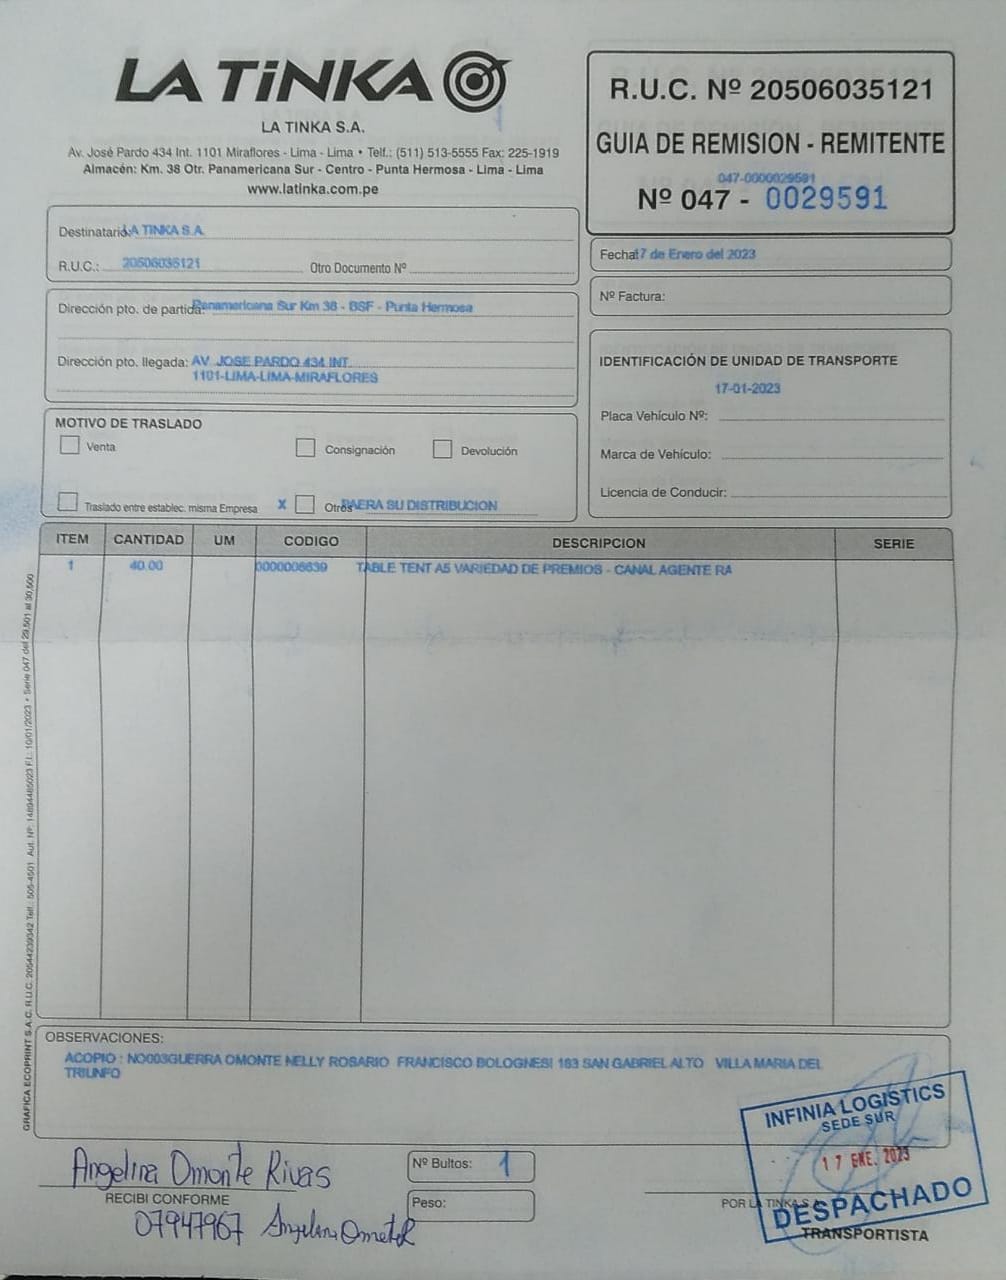 LA TiNKA
LA TINKA S.A.
Av. José Pardo 434 Int. 1101 Miraflores - Lima - Lima • Telf.: (511) 513-5555 Fax: 225-1919
Almacén: Km. 38 Otr. Panamericana Sur - Centro - Punta Hermosa - Lima - Lima
www.latinka.com.pe
R.U.C. Nº 20506035121
GUIA DE REMISION - REMITENTE
047-0000029591
Nº 047 - 0029591
Destinatario: LA TINKA S.A.
R.U.C.: 20506035121 Otro Documento Nº
Fecha: 17 de Enero del 2023
Nº Factura:
Dirección pto. de partida: Panamericana Sur Km 38 - BSF - Punta Hermosa
Dirección pto. llegada: AV. JOSE PARDO 434 INT.
1101-LIMA-LIMA-MIRAFLORES
IDENTIFICACIÓN DE UNIDAD DE TRANSPORTE
17-01-2023
Placa Vehículo Nº:
Marca de Vehículo:
Licencia de Conducir:
MOTIVO DE TRASLADO
Venta Consignación Devolución
Traslado entre establec. misma Empresa X Otros PAERA SU DISTRIBUCION
ITEM CANTIDAD UM CODIGO DESCRIPCION SERIE
1 40.00 0000006639 TABLE TENT A5 VARIEDAD DE PREMIOS - CANAL AGENTE RA
GRAFICA ECOPRINT S.A.C. R.U.C. 20544239342 Telf.: 505-4501 Aut. Nº: 14894485023 F.I.: 10/01/2023 • Serie 047 del 29,501 al 30,500
OBSERVACIONES:
ACOPIO : NO003GUERRA OMONTE NELLY ROSARIO FRANCISCO BOLOGNESI 163 SAN GABRIEL ALTO VILLA MARIA DEL
TRIUNFO
INFINIA LOGISTICS
SEDE SUR
17 ENE. 2023
DESPACHADO
Angelina Omonte Rivas
RECIBI CONFORME
07947967
Nº Bultos: 1
Peso:
POR LA TINKA S.A.
TRANSPORTISTA